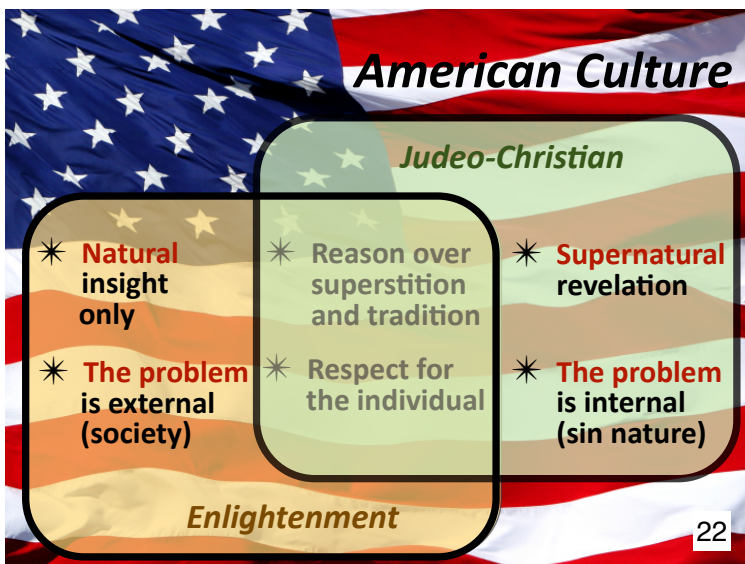 American Culture
Judeo-Christian
✴ Natural
insight
only
✴ The problem
is external
(society)
✴ Reason over
superstition
and tradition
✴ Respect for
the individual
✴ Supernatural
revelation
✴ The problem
is internal
(sin nature)
Enlightenment
22